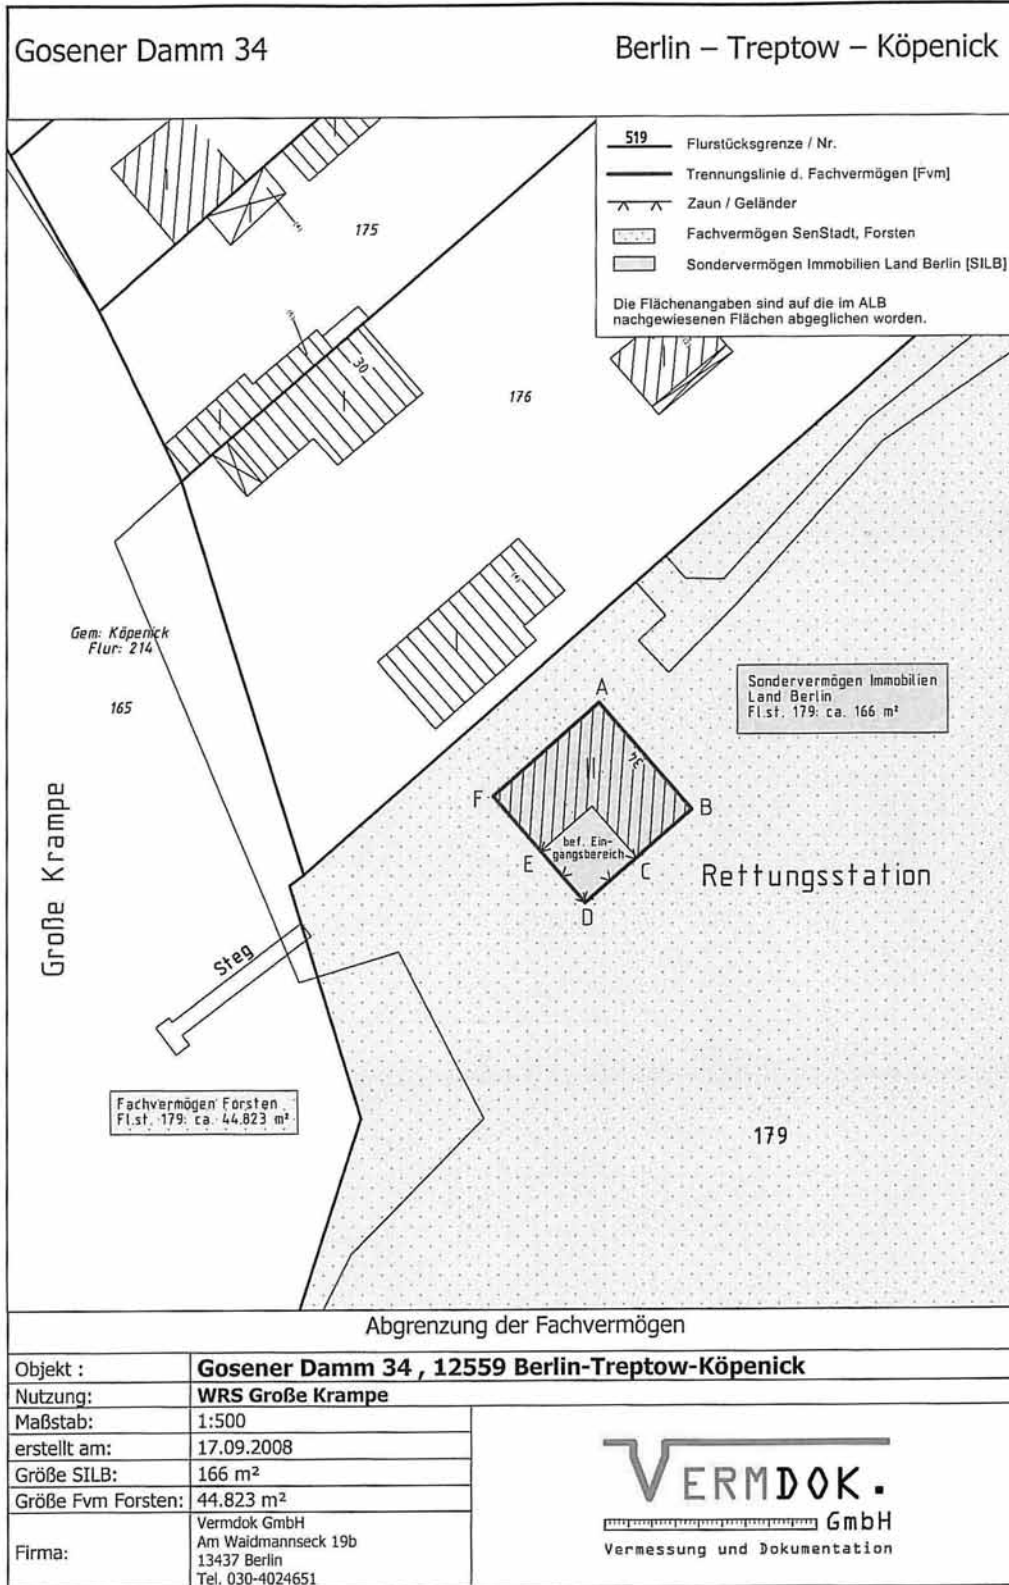 Gosener Damm 34
Berlin – Treptow – Köpenick
519 Flurstücksgrenze / Nr.
Trennungslinie d. Fachvermögen [Fvm]
Zaun / Geländer
Fachvermögen SenStadt, Forsten
Sondervermögen Immobilien Land Berlin [SILB]
Die Flächenangaben sind auf die im ALB
nachgewiesenen Flächen abgeglichen worden.
175
30
176
Gem: Köpenick
Flur: 214
165
Große Krampe
Sondervermögen Immobilien
Land Berlin
Fl.st. 179: ca. 166 m²
A
34
II
F
B
bef. Ein-
gangsbereich
E
C
D
Rettungsstation
Steg
Fachvermögen Forsten
Fl.st. 179: ca. 44.823 m²
179
Abgrenzung der Fachvermögen
Objekt : Gosener Damm 34 , 12559 Berlin-Treptow-Köpenick
Nutzung: WRS Große Krampe
Maßstab: 1:500
erstellt am: 17.09.2008
Größe SILB: 166 m²
Größe Fvm Forsten: 44.823 m²
Firma:
Vermdok GmbH
Am Waidmannseck 19b
13437 Berlin
Tel. 030-4024651
VERMDOK.
GmbH
Vermessung und Dokumentation